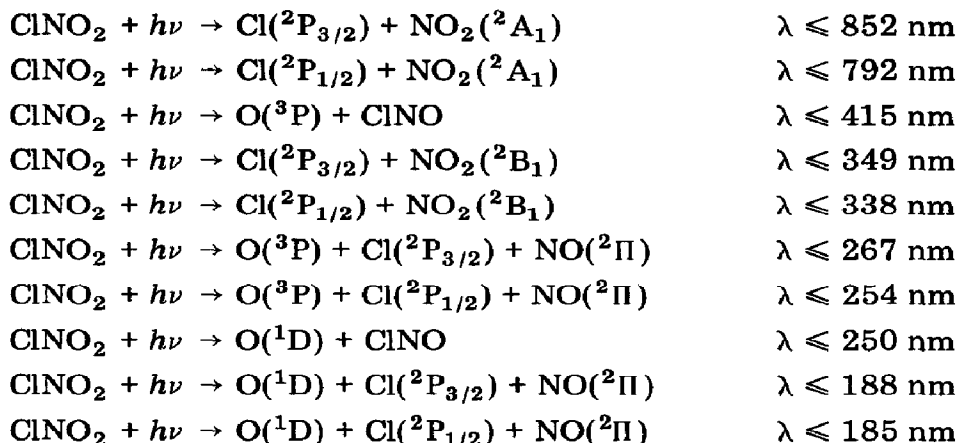 ClNO₂ + hν → Cl(²P₃/₂) + NO₂(²A₁) λ ⩽ 852 nm
ClNO₂ + hν → Cl(²P₁/₂) + NO₂(²A₁) λ ⩽ 792 nm
ClNO₂ + hν → O(³P) + ClNO λ ⩽ 415 nm
ClNO₂ + hν → Cl(²P₃/₂) + NO₂(²B₁) λ ⩽ 349 nm
ClNO₂ + hν → Cl(²P₁/₂) + NO₂(²B₁) λ ⩽ 338 nm
ClNO₂ + hν → O(³P) + Cl(²P₃/₂) + NO(²Π) λ ⩽ 267 nm
ClNO₂ + hν → O(³P) + Cl(²P₁/₂) + NO(²Π) λ ⩽ 254 nm
ClNO₂ + hν → O(¹D) + ClNO λ ⩽ 250 nm
ClNO₂ + hν → O(¹D) + Cl(²P₃/₂) + NO(²Π) λ ⩽ 188 nm
ClNO₂ + hν → O(¹D) + Cl(²P₁/₂) + NO(²Π) λ ⩽ 185 nm